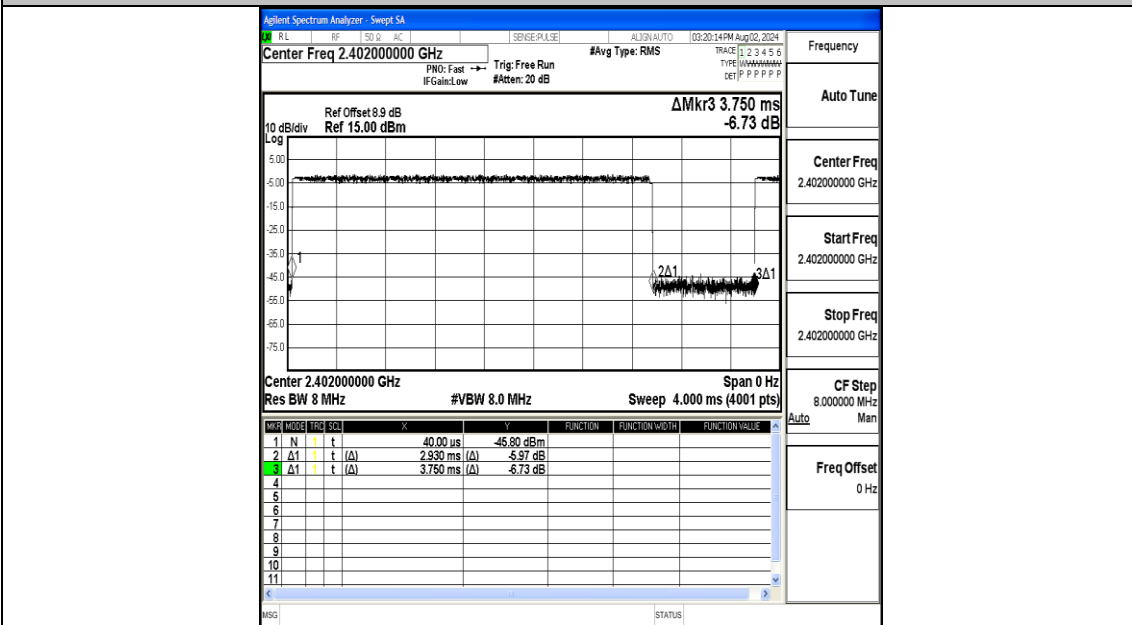 Agilent Spectrum Analyzer - Swept SA
RL RF 50 Ω AC SENSE:PULSE ALIGN AUTO 03:20:14 PM Aug 02, 2024
Center Freq 2.402000000 GHz #Avg Type: RMS TRACE 1 2 3 4 5 6
PNO: Fast Trig: Free Run TYPE
IFGain:Low #Atten: 20 dB DET P P P P P P
Frequency
Auto Tune
Ref Offset 8.9 dB ΔMkr3 3.750 ms
10 dB/div Ref 15.00 dBm -6.73 dB
Log
5.00
-5.00
-15.0
-25.0
-35.0
-45.0
-55.0
-65.0
-75.0
1
2Δ1
3Δ1
Center 2.402000000 GHz Span 0 Hz
Res BW 8 MHz #VBW 8.0 MHz Sweep 4.000 ms (4001 pts)
MKR MODE TRC SCL X Y FUNCTION FUNCTION WIDTH FUNCTION VALUE
1 N 1 t 40.00 µs -45.80 dBm
2 Δ1 1 t (Δ) 2.930 ms (Δ) -5.97 dB
3 Δ1 1 t (Δ) 3.750 ms (Δ) -6.73 dB
4
5
6
7
8
9
10
11
Center Freq
2.402000000 GHz
Start Freq
2.402000000 GHz
Stop Freq
2.402000000 GHz
CF Step
8.000000 MHz
Auto Man
Freq Offset
0 Hz
MSG STATUS